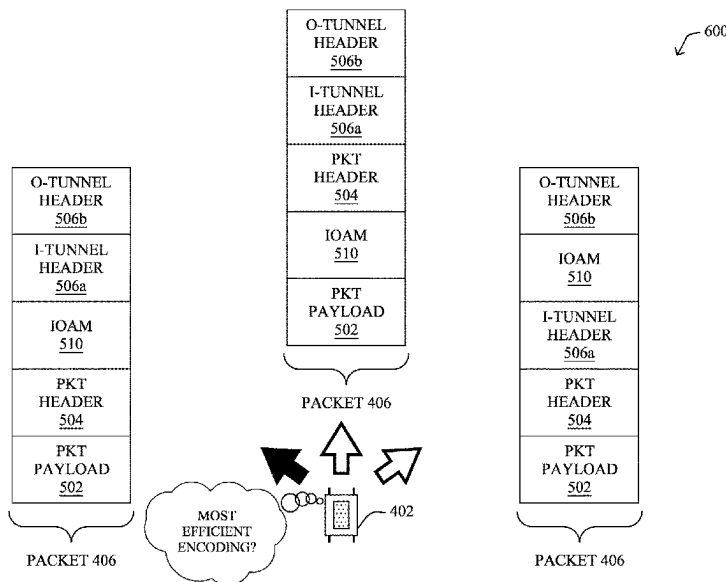 600
O-TUNNEL
HEADER
506b
I-TUNNEL
HEADER
506a
PKT
HEADER
504
IOAM
510
PKT
PAYLOAD
502
PACKET 406
O-TUNNEL
HEADER
506b
I-TUNNEL
HEADER
506a
IOAM
510
PKT
HEADER
504
PKT
PAYLOAD
502
PACKET 406
O-TUNNEL
HEADER
506b
IOAM
510
I-TUNNEL
HEADER
506a
PKT
HEADER
504
PKT
PAYLOAD
502
PACKET 406
MOST
EFFICIENT
ENCODING?
402